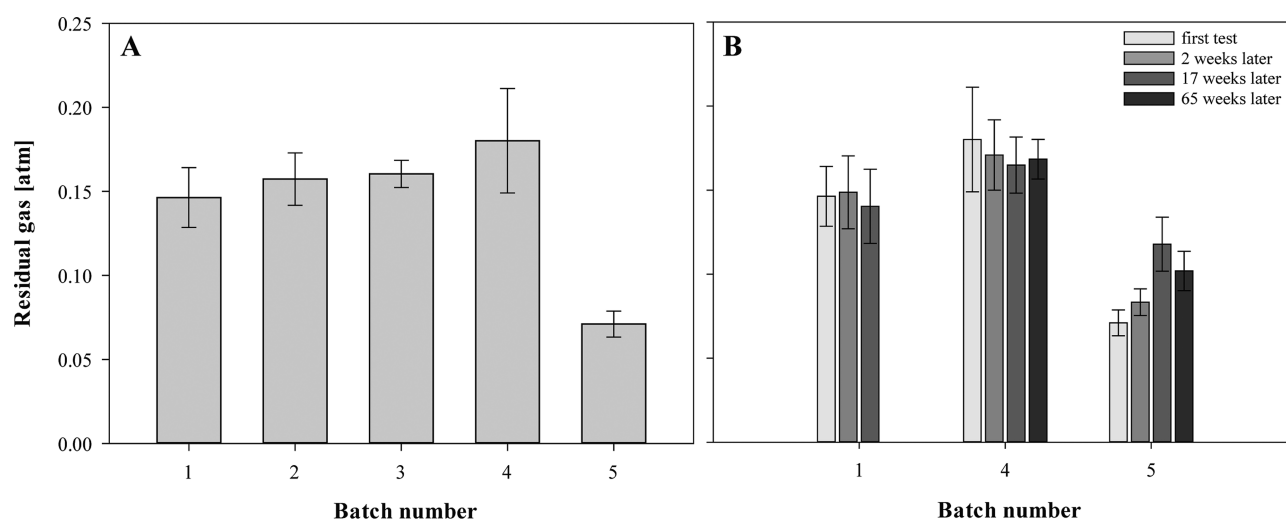 A
Residual gas [atm]
0.25
0.20
0.15
0.10
0.05
0.00
1 2 3 4 5
Batch number
B
first test
2 weeks later
17 weeks later
65 weeks later
1 4 5
Batch number